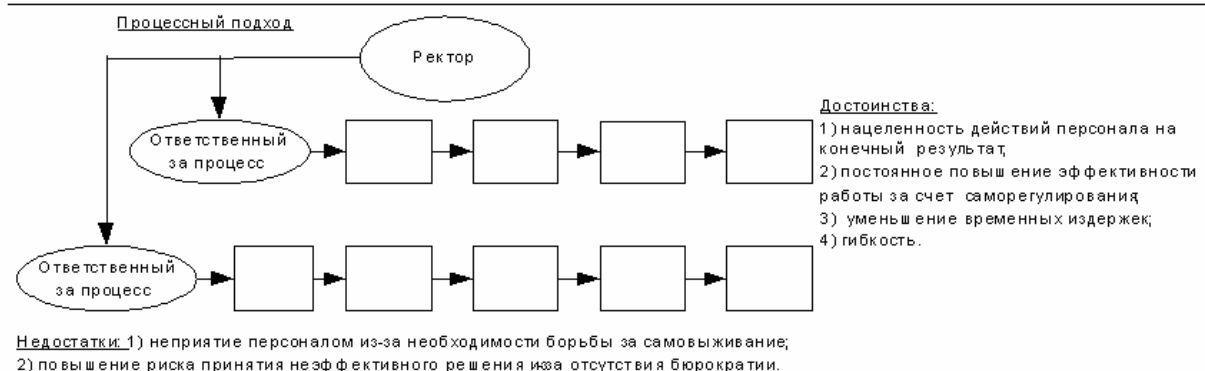 Процессный подход
Ректор
Достоинства:
1) нацеленность действий персонала на
конечный результат;
2) постоянное повышение эффективности
работы за счет саморегулирования;
3) уменьшение временных издержек;
4) гибкость.
Ответственный
за процесс
Ответственный
за процесс
Недостатки: 1) неприятие персоналом из-за необходимости борьбы за самовыживание;
2) повышение риска принятия неэффективного решения из-за отсутствия бюрократии.